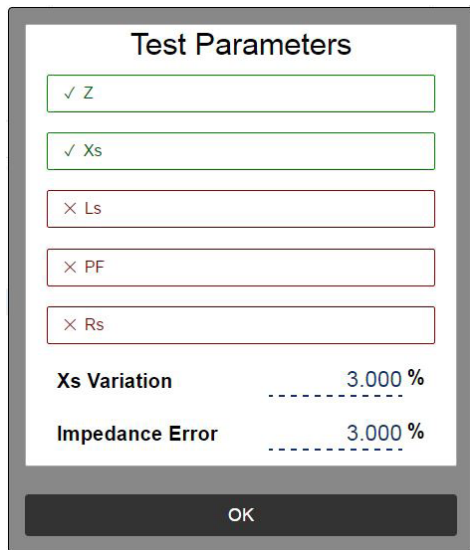 Test Parameters
✓ Z
✓ Xs
✕ Ls
✕ PF
✕ Rs
Xs Variation 3.000 %
Impedance Error 3.000 %
OK